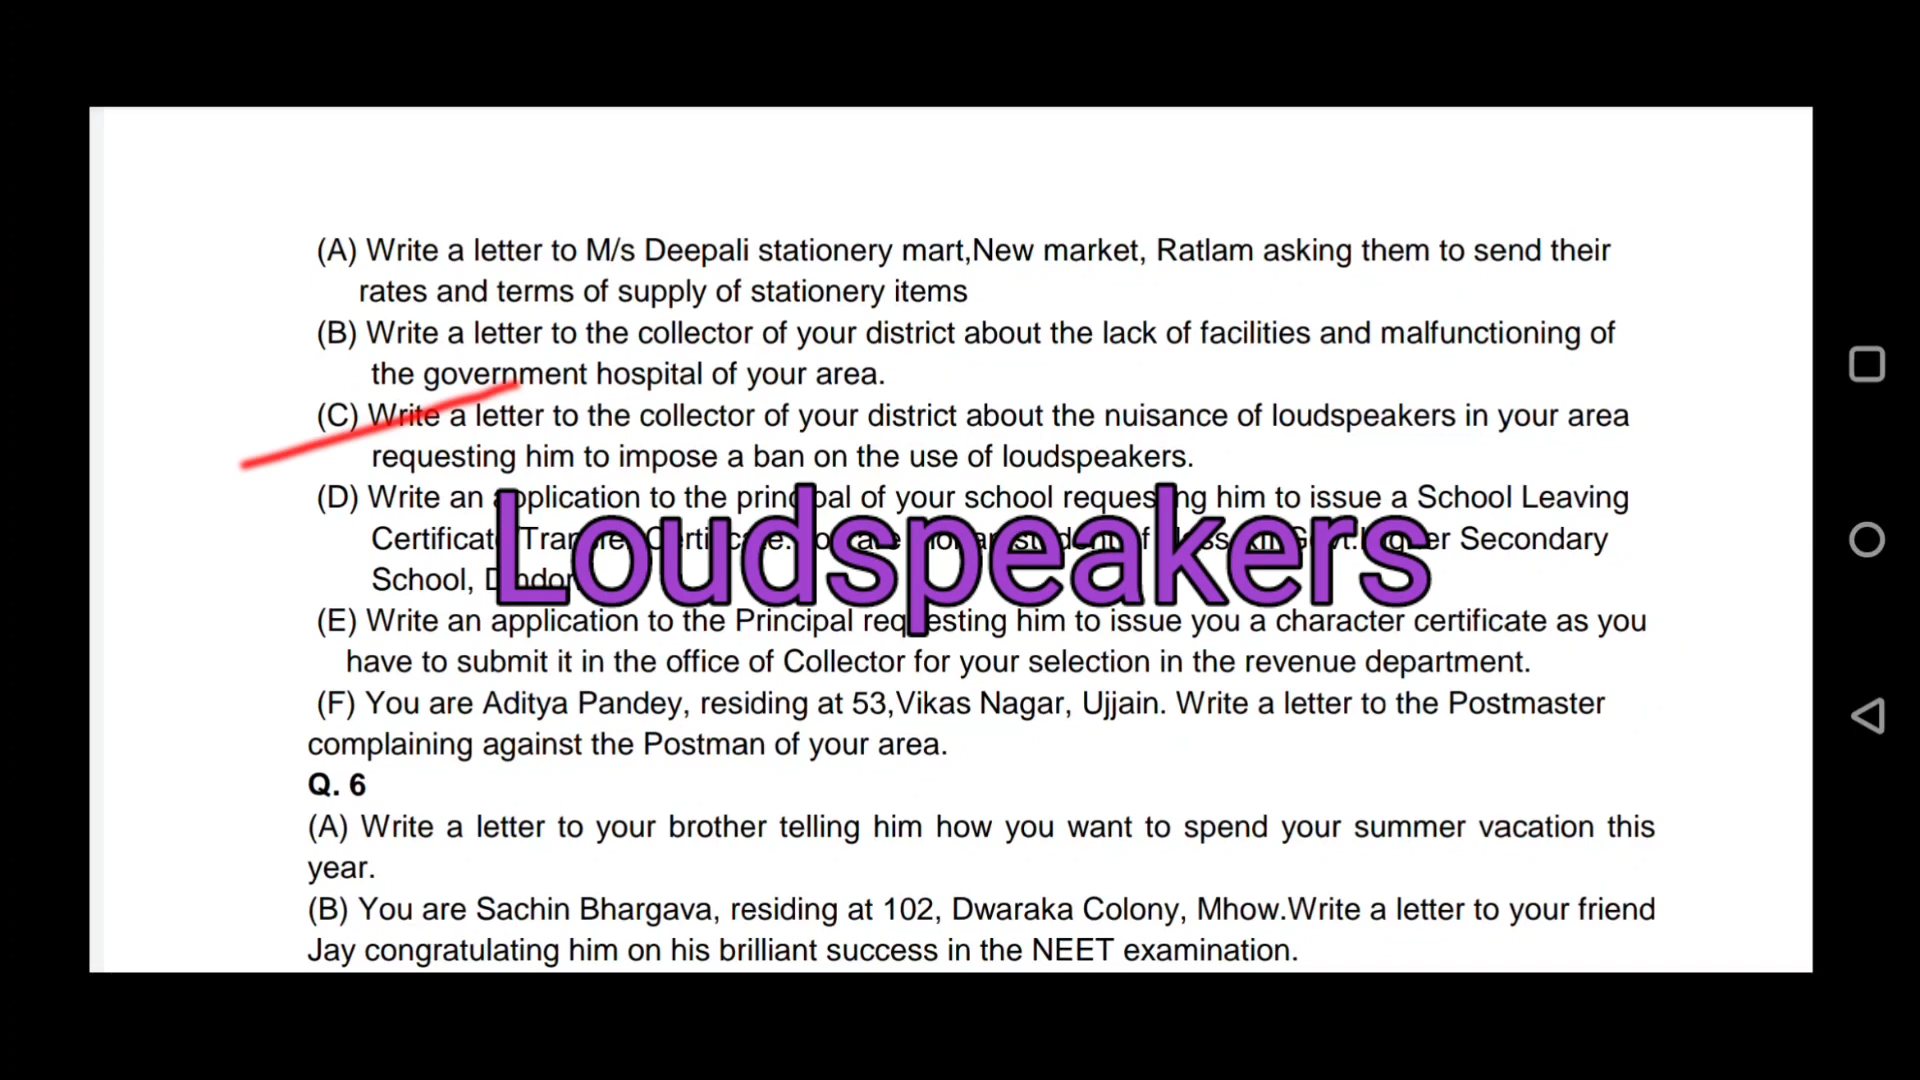 (A) Write a letter to M/s Deepali stationery mart,New market, Ratlam asking them to send their
rates and terms of supply of stationery items
(B) Write a letter to the collector of your district about the lack of facilities and malfunctioning of
the government hospital of your area.
(C) Write a letter to the collector of your district about the nuisance of loudspeakers in your area
requesting him to impose a ban on the use of loudspeakers.
(D) Write an application to the principal of your school requesting him to issue a School Leaving
Certificate Transfer Certificate. student of Govt. Higher Secondary
School,
Loudspeakers
(E) Write an application to the Principal requesting him to issue you a character certificate as you
have to submit it in the office of Collector for your selection in the revenue department.
(F) You are Aditya Pandey, residing at 53,Vikas Nagar, Ujjain. Write a letter to the Postmaster
complaining against the Postman of your area.
Q. 6
(A) Write a letter to your brother telling him how you want to spend your summer vacation this
year.
(B) You are Sachin Bhargava, residing at 102, Dwaraka Colony, Mhow.Write a letter to your friend
Jay congratulating him on his brilliant success in the NEET examination.